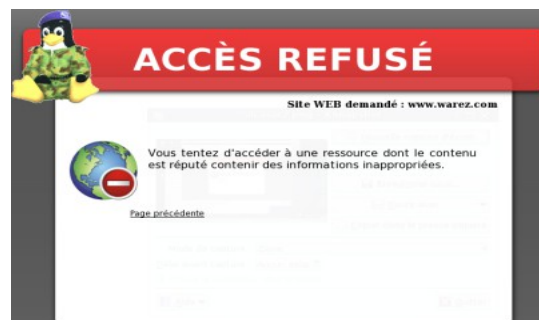 ACCÈS REFUSÉ
Site WEB demandé : www.warez.com
Vous tentez d'accéder à une ressource dont le contenu
est réputé contenir des informations inappropriées.
Page précédente